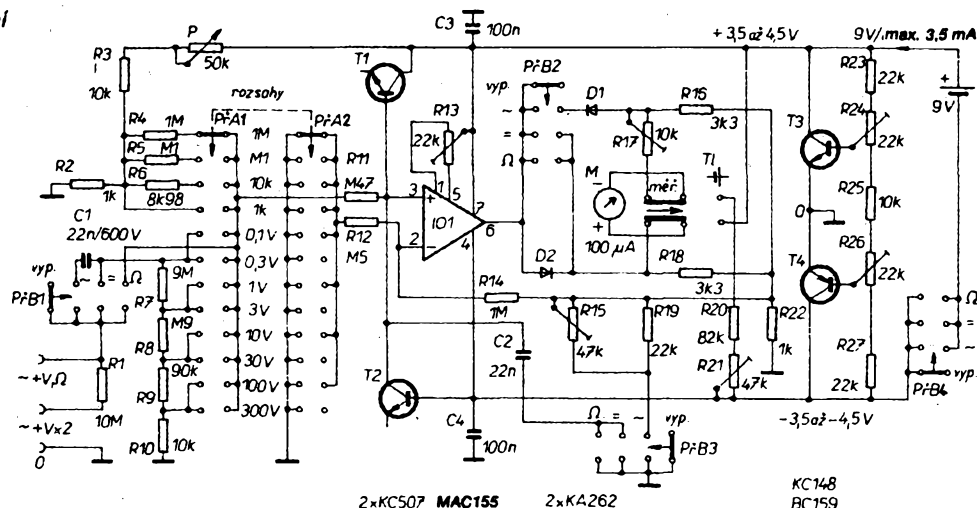 C3
100n
P
50k
R3
10k
T1
rozsahy
PřA1
PřA2
R4
1M
R5
M1
R6
8k98
R2
1k
C1
22n/600V
vyp.
~ = Ω
PřB1
R7
9M
M9
R8
90k
R9
R10
10k
R1
10M
~ +V,Ω
~ +Vx2
0
1M
M1
10k
1k
0,1V
0,3V
1V
3V
10V
30V
100V
300V
R11
M47
R12
M5
R13
22k
1
5
3
+
IO1
7
6
2
−
4
R14
1M
C2
22n
T2
C4
100n
PřB2
vyp.
~
=
Ω
D1
D2
R16
3k3
R17
10k
M
−
+
100 µA
měř.
Tl
R18
3k3
R15
47k
R19
22k
R20
82k
R21
47k
R22
1k
Ω = ~ vyp.
PřB3
+3,5 až 4,5V
9V/max. 3,5 mA
R23
22k
R24
22k
T3
R25
10k
0
R26
22k
T4
R27
22k
−3,5 až −4,5V
+
9V
Ω
=
~
vyp.
PřB4
2xKC507 MAC155 2xKA262
KC148
BC159